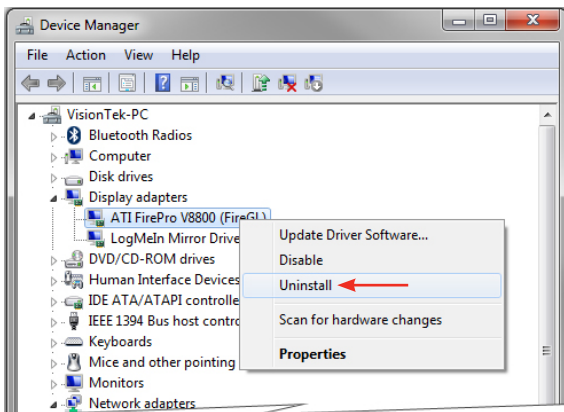 Device Manager
File Action View Help
VisionTek-PC
Bluetooth Radios
Computer
Disk drives
Display adapters
ATI FirePro V8800 (FireGL)
LogMeIn Mirror Drive
DVD/CD-ROM drives
Human Interface Devices
IDE ATA/ATAPI controlle
IEEE 1394 Bus host contro
Keyboards
Mice and other pointing
Monitors
Network adapters
Update Driver Software...
Disable
Uninstall
Scan for hardware changes
Properties